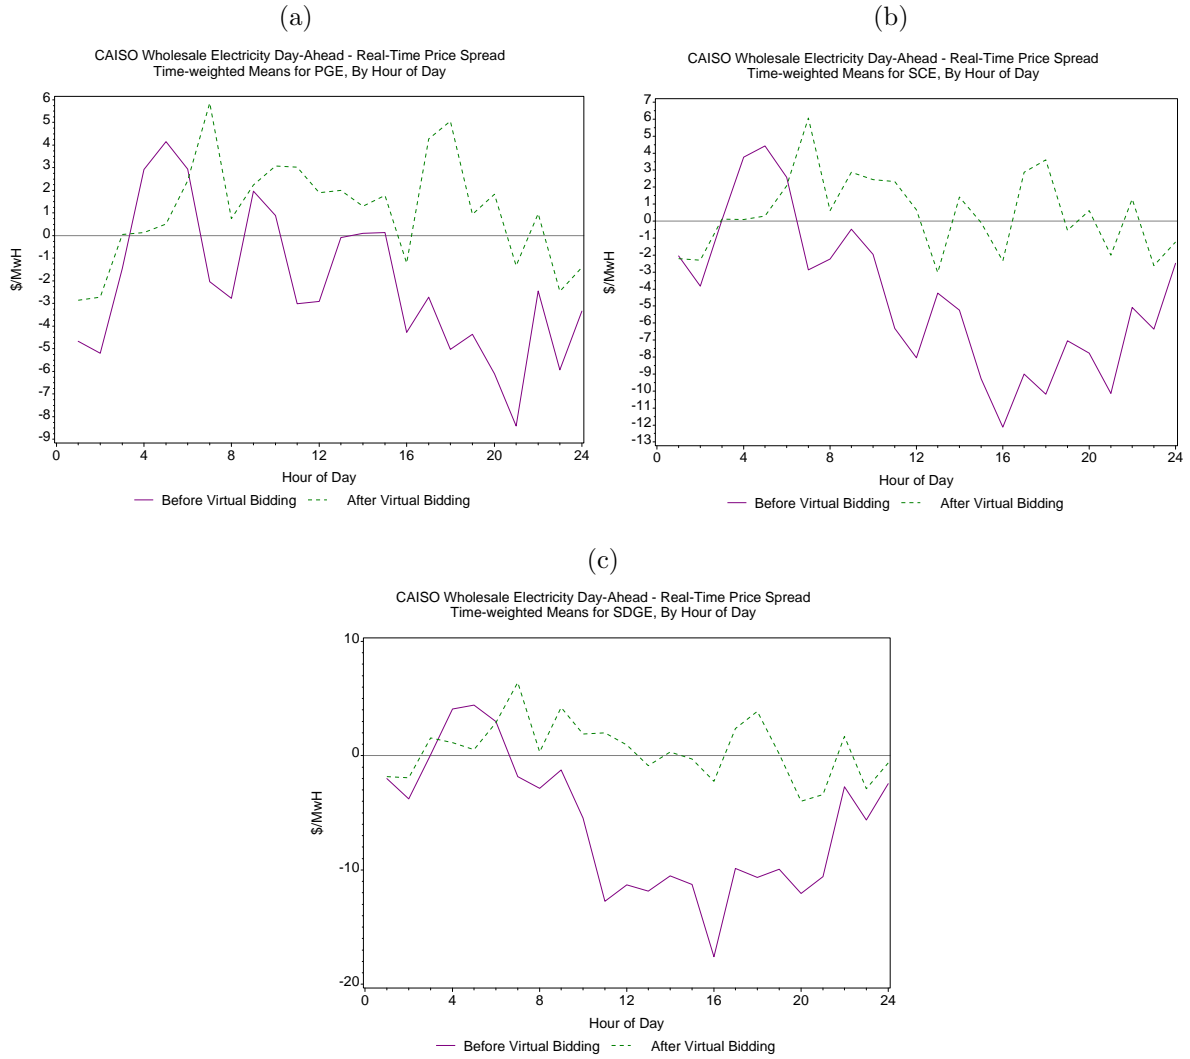 (a)
CAISO Wholesale Electricity Day-Ahead - Real-Time Price Spread
Time-weighted Means for PGE, By Hour of Day
6
5
4
3
2
1
0
-1
-2
-3
-4
-5
-6
-7
-8
-9
$/MwH
0 4 8 12 16 20 24
Hour of Day
Before Virtual Bidding After Virtual Bidding
(b)
CAISO Wholesale Electricity Day-Ahead - Real-Time Price Spread
Time-weighted Means for SCE, By Hour of Day
7
6
5
4
3
2
1
0
-1
-2
-3
-4
-5
-6
-7
-8
-9
-10
-11
-12
-13
$/MwH
0 4 8 12 16 20 24
Hour of Day
Before Virtual Bidding After Virtual Bidding
(c)
CAISO Wholesale Electricity Day-Ahead - Real-Time Price Spread
Time-weighted Means for SDGE, By Hour of Day
10
0
-10
-20
$/MwH
0 4 8 12 16 20 24
Hour of Day
Before Virtual Bidding After Virtual Bidding